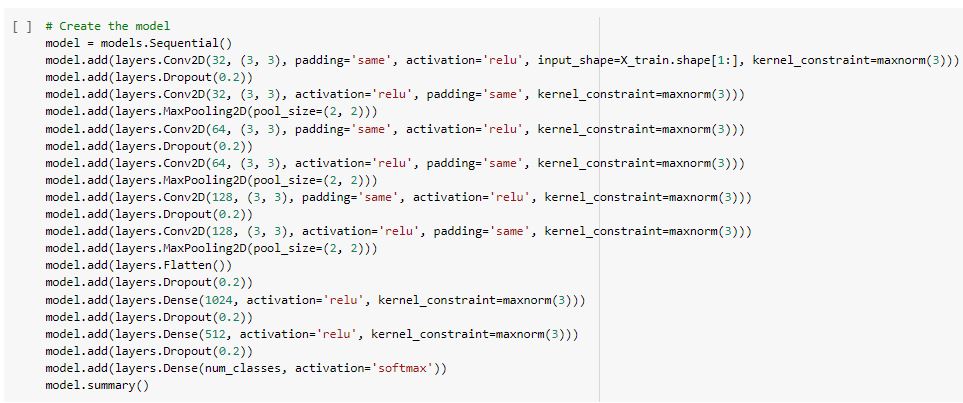 [ ] # Create the model
model = models.Sequential()
model.add(layers.Conv2D(32, (3, 3), padding='same', activation='relu', input_shape=X_train.shape[1:], kernel_constraint=maxnorm(3)))
model.add(layers.Dropout(0.2))
model.add(layers.Conv2D(32, (3, 3), activation='relu', padding='same', kernel_constraint=maxnorm(3)))
model.add(layers.MaxPooling2D(pool_size=(2, 2)))
model.add(layers.Conv2D(64, (3, 3), padding='same', activation='relu', kernel_constraint=maxnorm(3)))
model.add(layers.Dropout(0.2))
model.add(layers.Conv2D(64, (3, 3), activation='relu', padding='same', kernel_constraint=maxnorm(3)))
model.add(layers.MaxPooling2D(pool_size=(2, 2)))
model.add(layers.Conv2D(128, (3, 3), padding='same', activation='relu', kernel_constraint=maxnorm(3)))
model.add(layers.Dropout(0.2))
model.add(layers.Conv2D(128, (3, 3), activation='relu', padding='same', kernel_constraint=maxnorm(3)))
model.add(layers.MaxPooling2D(pool_size=(2, 2)))
model.add(layers.Flatten())
model.add(layers.Dropout(0.2))
model.add(layers.Dense(1024, activation='relu', kernel_constraint=maxnorm(3)))
model.add(layers.Dropout(0.2))
model.add(layers.Dense(512, activation='relu', kernel_constraint=maxnorm(3)))
model.add(layers.Dropout(0.2))
model.add(layers.Dense(num_classes, activation='softmax'))
model.summary()